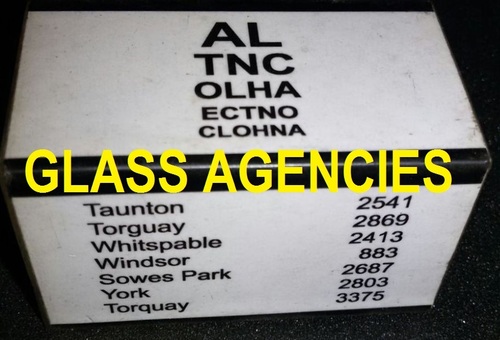 AL
TNC
OLHA
ECTNO
CLOHNA
GLASS AGENCIES
Taunton 2541
Torguay 2869
Whitspable 2413
Windsor 883
Sowes Park 2687
York 2803
Torquay 3375